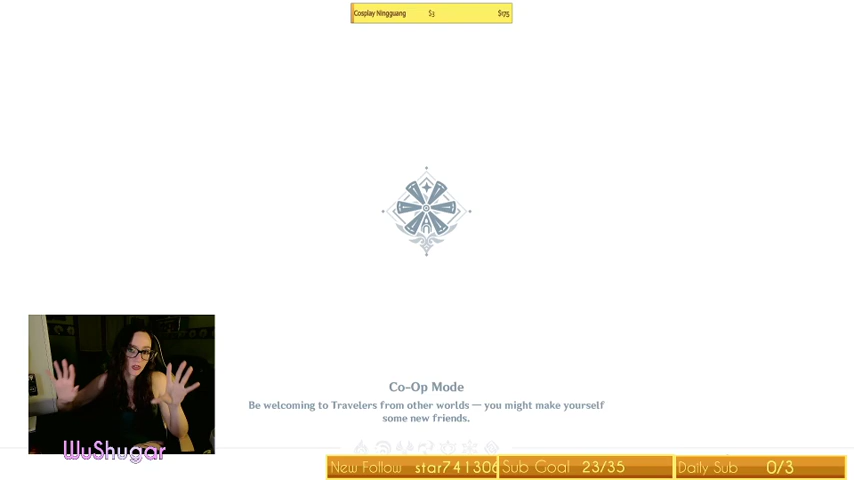 Cosplay Ningguang $3 $175
Co-Op Mode
Be welcoming to Travelers from other worlds — you might make yourself
some new friends.
WuShugar
New Follow star741306 Sub Goal 23/35 Daily Sub 0/3